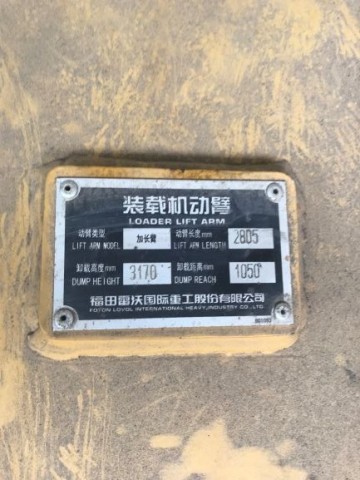 装载机动臂
LOADER LIFT ARM
动臂类型 加长臂 动臂长度mm 2805
LIFT ARM MODEL LIFT ARM LENGTH
卸载高度mm 3170 卸载距离mm 1050
DUMP HEIGHT DUMP REACH
福田雷沃国际重工股份有限公司
FOTON LOVOL INTERNATIONAL HEAVY INDUSTRY CO., LTD.